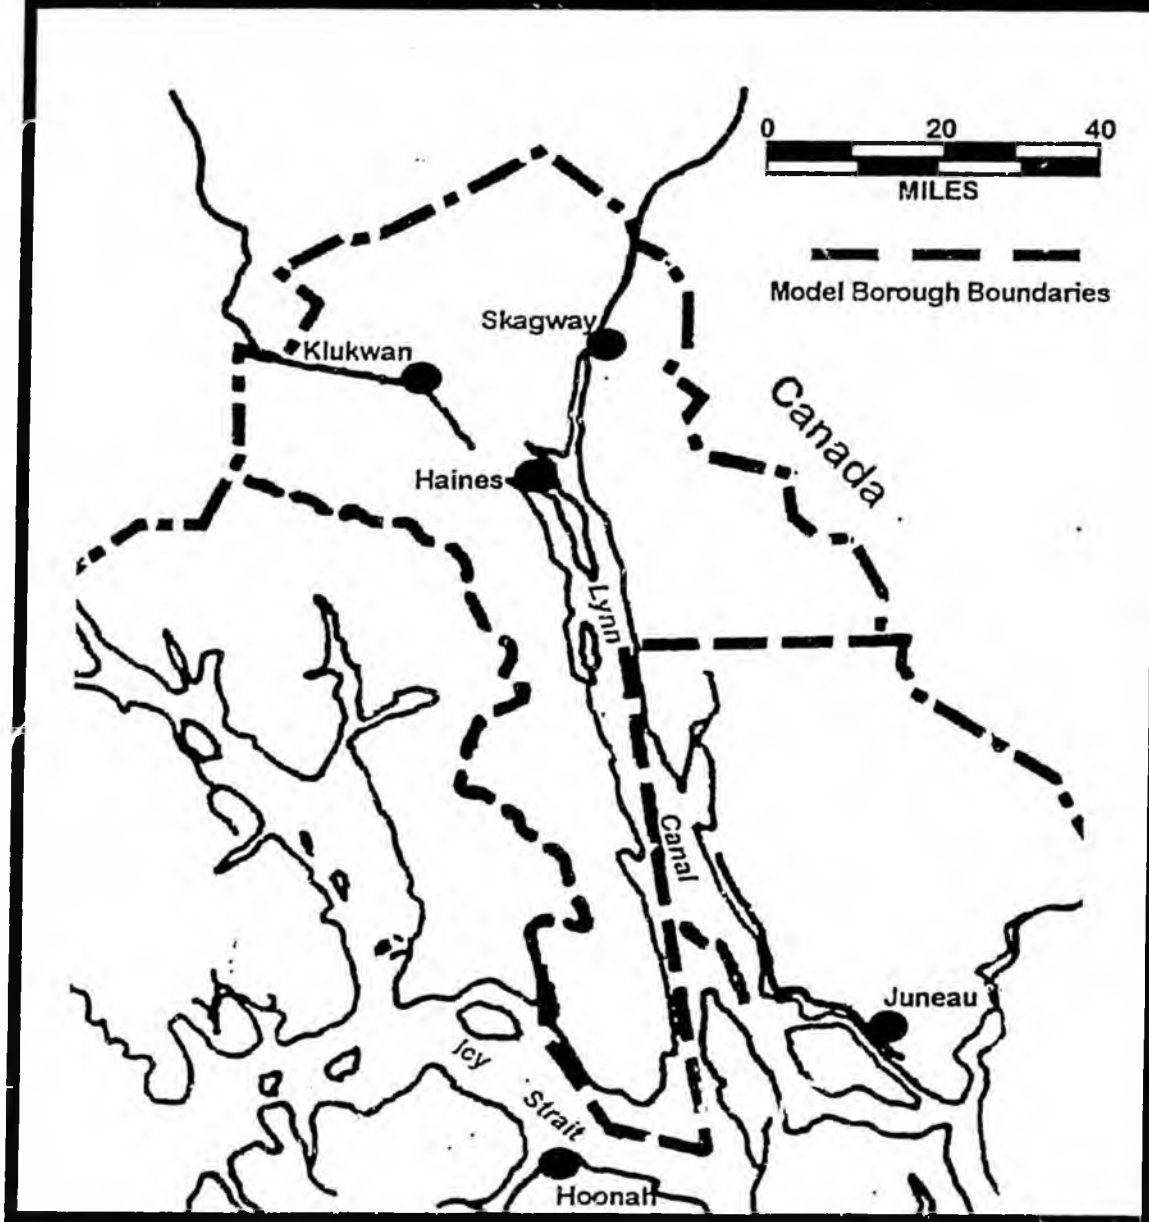 0 20 40
MILES
Model Borough Boundaries
Skagway
Klukwan
Canada
Haines
Lynn
Canal
Juneau
Icy
Strait
Hoonah